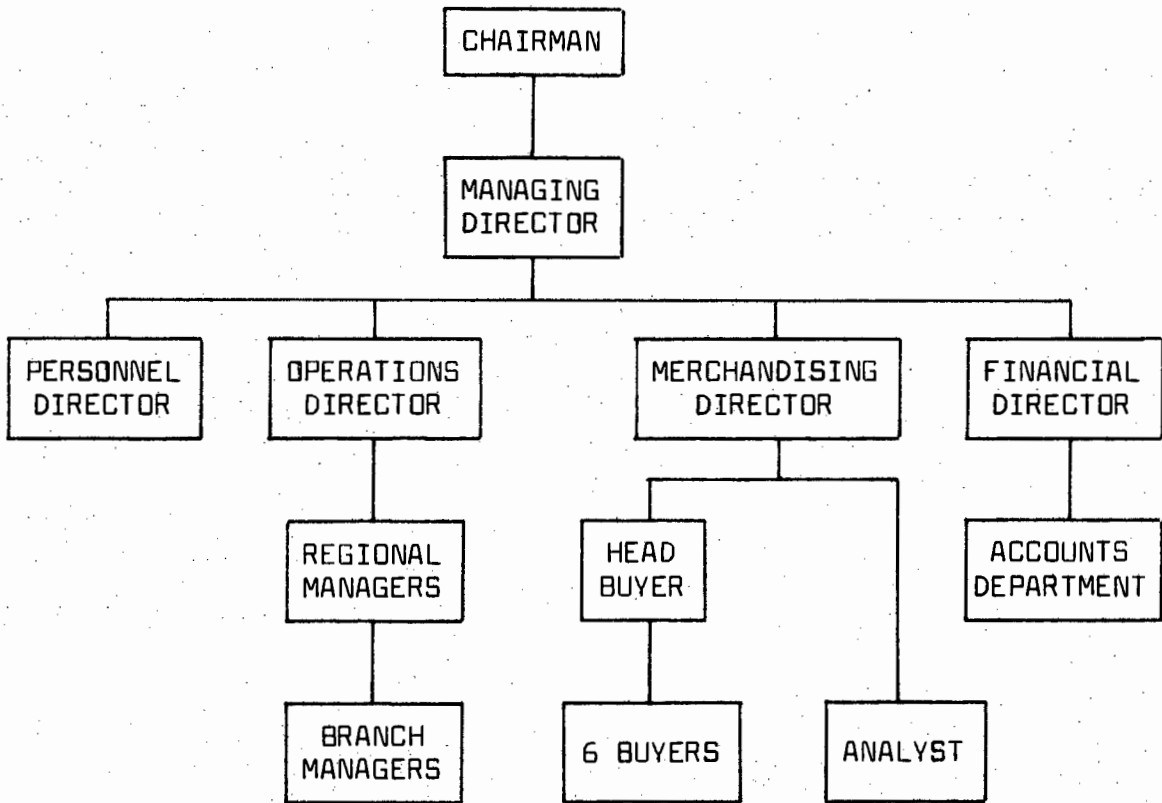 CHAIRMAN
MANAGING
DIRECTOR
PERSONNEL
DIRECTOR
OPERATIONS
DIRECTOR
MERCHANDISING
DIRECTOR
FINANCIAL
DIRECTOR
REGIONAL
MANAGERS
HEAD
BUYER
ACCOUNTS
DEPARTMENT
BRANCH
MANAGERS
6 BUYERS
ANALYST